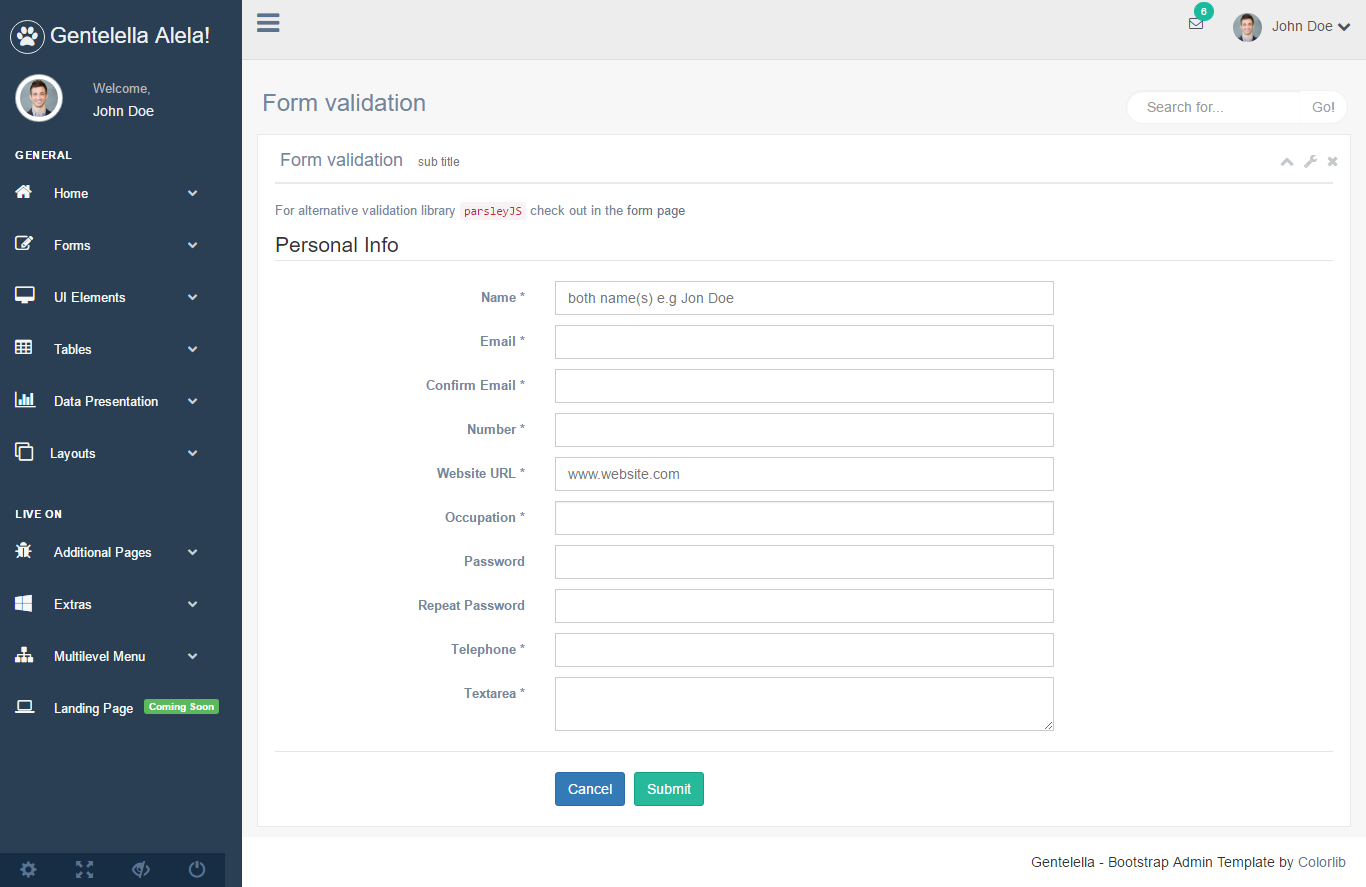 Gentelella Alela!
Welcome,
John Doe
GENERAL
Home
Forms
UI Elements
Tables
Data Presentation
Layouts
LIVE ON
Additional Pages
Extras
Multilevel Menu
Landing Page Coming Soon
6
John Doe
Form validation
Search for... Go!
Form validation sub title
For alternative validation library parsleyJS check out in the form page
Personal Info
Name * both name(s) e.g Jon Doe
Email *
Confirm Email *
Number *
Website URL * www.website.com
Occupation *
Password
Repeat Password
Telephone *
Textarea *
Cancel Submit
Gentelella - Bootstrap Admin Template by Colorlib